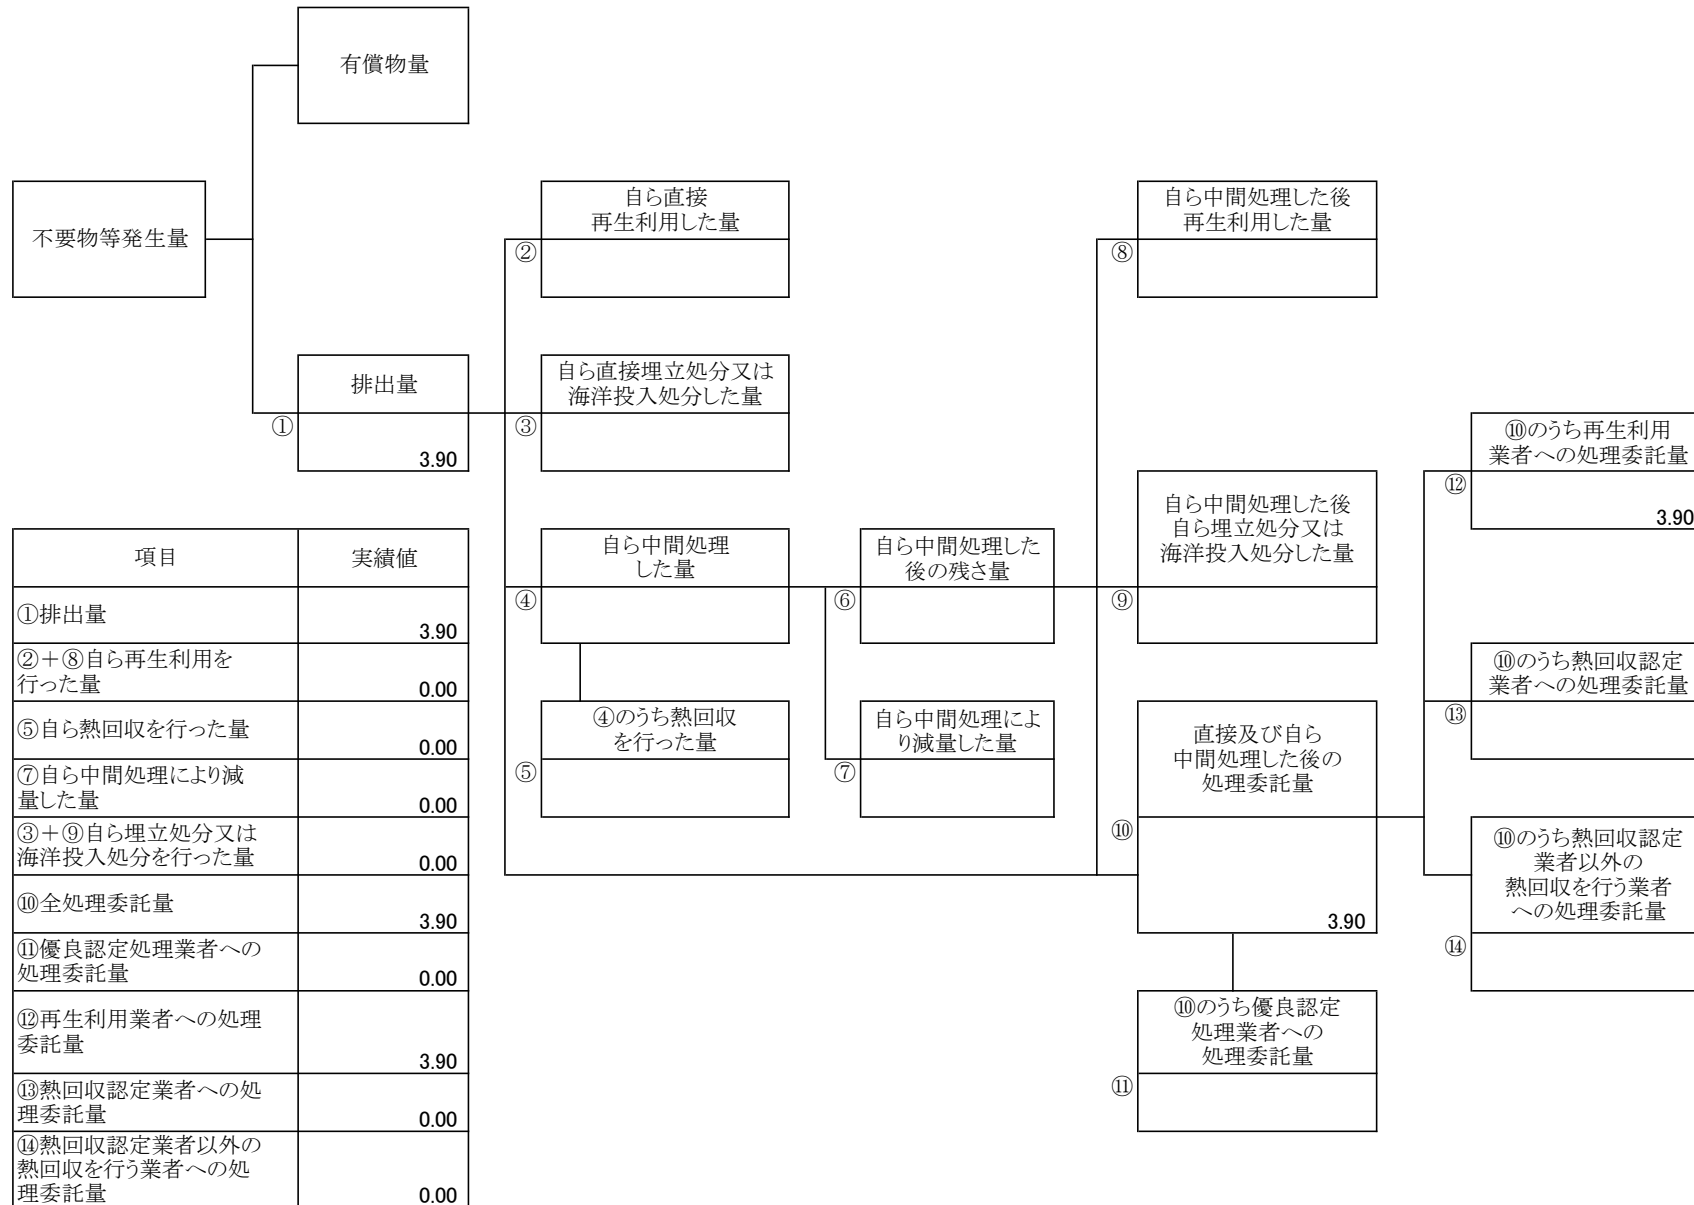 有償物量
不要物等発生量
自ら直接
再生利用した量
②
自ら中間処理した後
再生利用した量
⑧
排出量
①
3.90
自ら直接埋立処分又は
海洋投入処分した量
③
⑩のうち再生利用
業者への処理委託量
⑫
3.90
自ら中間処理
した量
④
自ら中間処理した
後の残さ量
⑥
自ら中間処理した後
自ら埋立処分又は
海洋投入処分した量
⑨
⑩のうち熱回収認定
業者への処理委託量
⑬
④のうち熱回収
を行った量
⑤
自ら中間処理によ
り減量した量
⑦
直接及び自ら
中間処理した後の
処理委託量
⑩
3.90
⑩のうち熱回収認定
業者以外の
熱回収を行う業者
への処理委託量
⑭
⑩のうち優良認定
処理業者への
処理委託量
⑪
項目 実績値
①排出量
3.90
②＋⑧自ら再生利用を
行った量
0.00
⑤自ら熱回収を行った量
0.00
⑦自ら中間処理により減
量した量
0.00
③＋⑨自ら埋立処分又は
海洋投入処分を行った量
0.00
⑩全処理委託量
3.90
⑪優良認定処理業者への
処理委託量
0.00
⑫再生利用業者への処理
委託量
3.90
⑬熱回収認定業者への処
理委託量
0.00
⑭熱回収認定業者以外の
熱回収を行う業者への処
理委託量
0.00